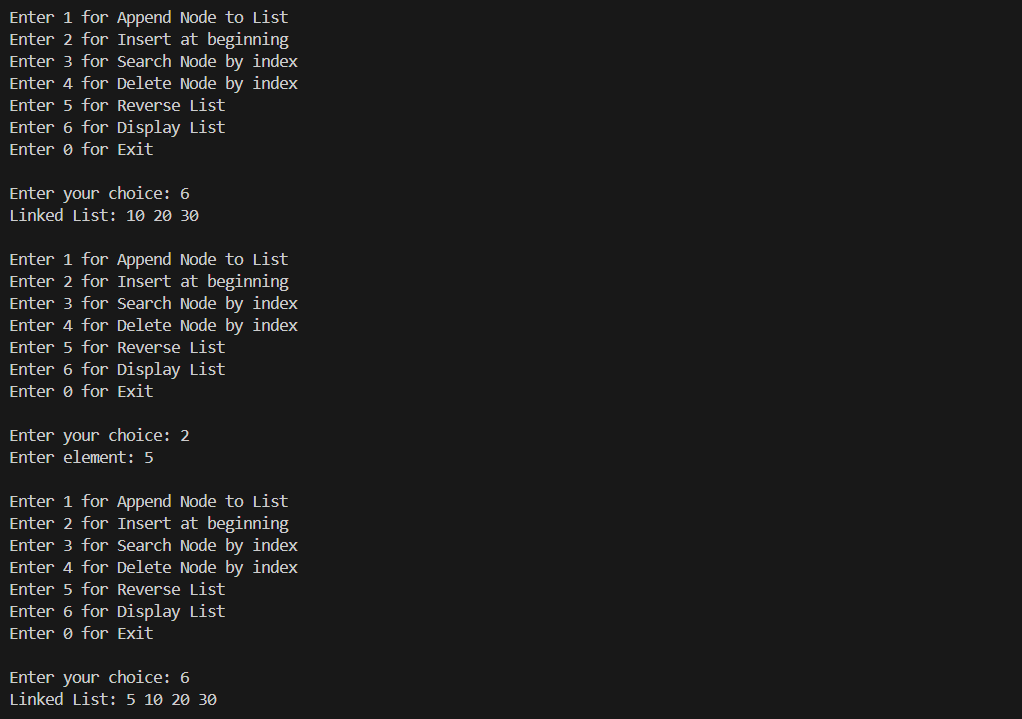 Enter 1 for Append Node to List
Enter 2 for Insert at beginning
Enter 3 for Search Node by index
Enter 4 for Delete Node by index
Enter 5 for Reverse List
Enter 6 for Display List
Enter 0 for Exit

Enter your choice: 6
Linked List: 10 20 30

Enter 1 for Append Node to List
Enter 2 for Insert at beginning
Enter 3 for Search Node by index
Enter 4 for Delete Node by index
Enter 5 for Reverse List
Enter 6 for Display List
Enter 0 for Exit

Enter your choice: 2
Enter element: 5

Enter 1 for Append Node to List
Enter 2 for Insert at beginning
Enter 3 for Search Node by index
Enter 4 for Delete Node by index
Enter 5 for Reverse List
Enter 6 for Display List
Enter 0 for Exit

Enter your choice: 6
Linked List: 5 10 20 30